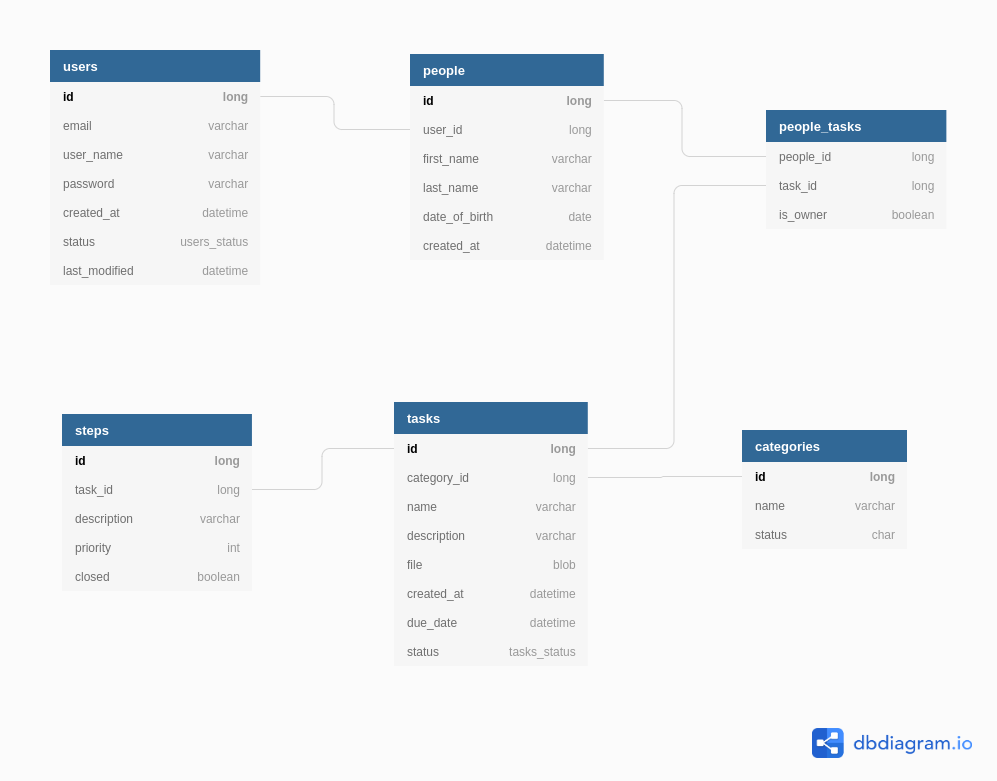 users
id long
email varchar
user_name varchar
password varchar
created_at datetime
status users_status
last_modified datetime
people
id long
user_id long
first_name varchar
last_name varchar
date_of_birth date
created_at datetime
people_tasks
people_id long
task_id long
is_owner boolean
steps
id long
task_id long
description varchar
priority int
closed boolean
tasks
id long
category_id long
name varchar
description varchar
file blob
created_at datetime
due_date datetime
status tasks_status
categories
id long
name varchar
status char
dbdiagram.io